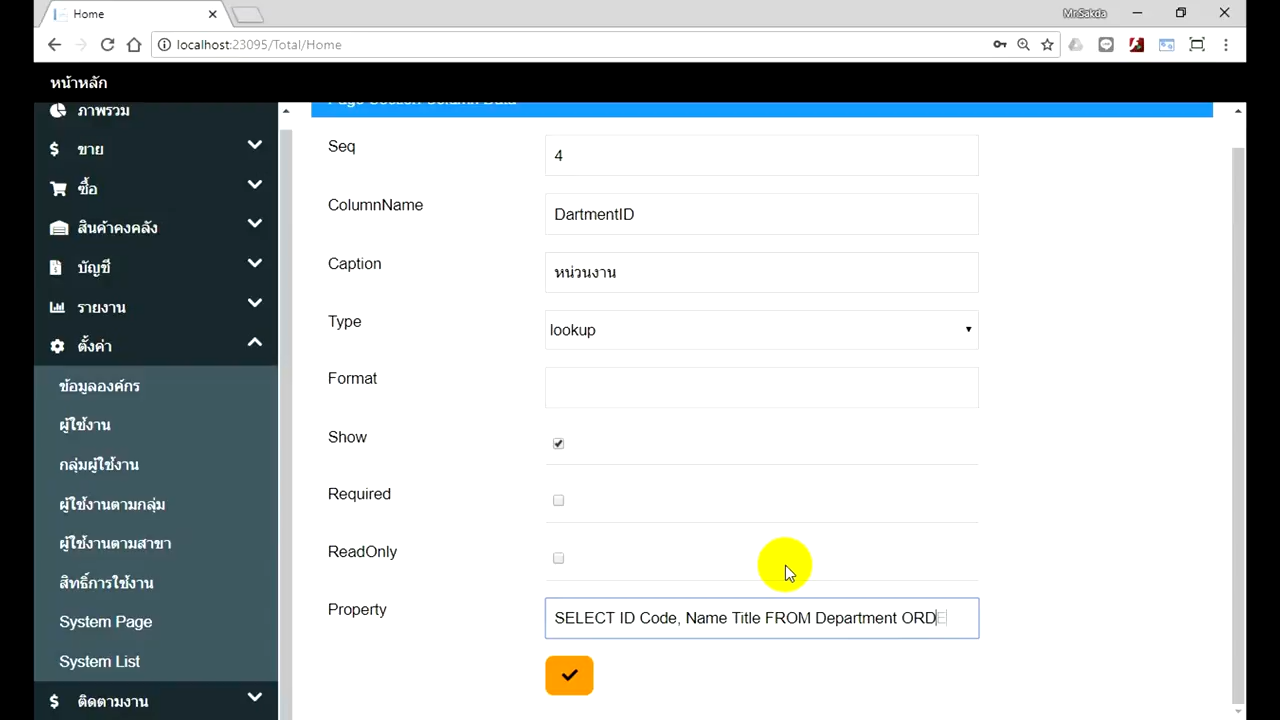 Home
MrSakda
localhost:23095/Total/Home
หน้าหลัก
ภาพรวม
ขาย
ซื้อ
สินค้าคงคลัง
บัญชี
รายงาน
ตั้งค่า
ข้อมูลองค์กร
ผู้ใช้งาน
กลุ่มผู้ใช้งาน
ผู้ใช้งานตามกลุ่ม
ผู้ใช้งานตามสาขา
สิทธิ์การใช้งาน
System Page
System List
ติดตามงาน
Page Section Column Data
Seq
4
ColumnName
DartmentID
Caption
หน่วนงาน
Type
lookup
Format
Show
Required
ReadOnly
Property
SELECT ID Code, Name Title FROM Department ORDE